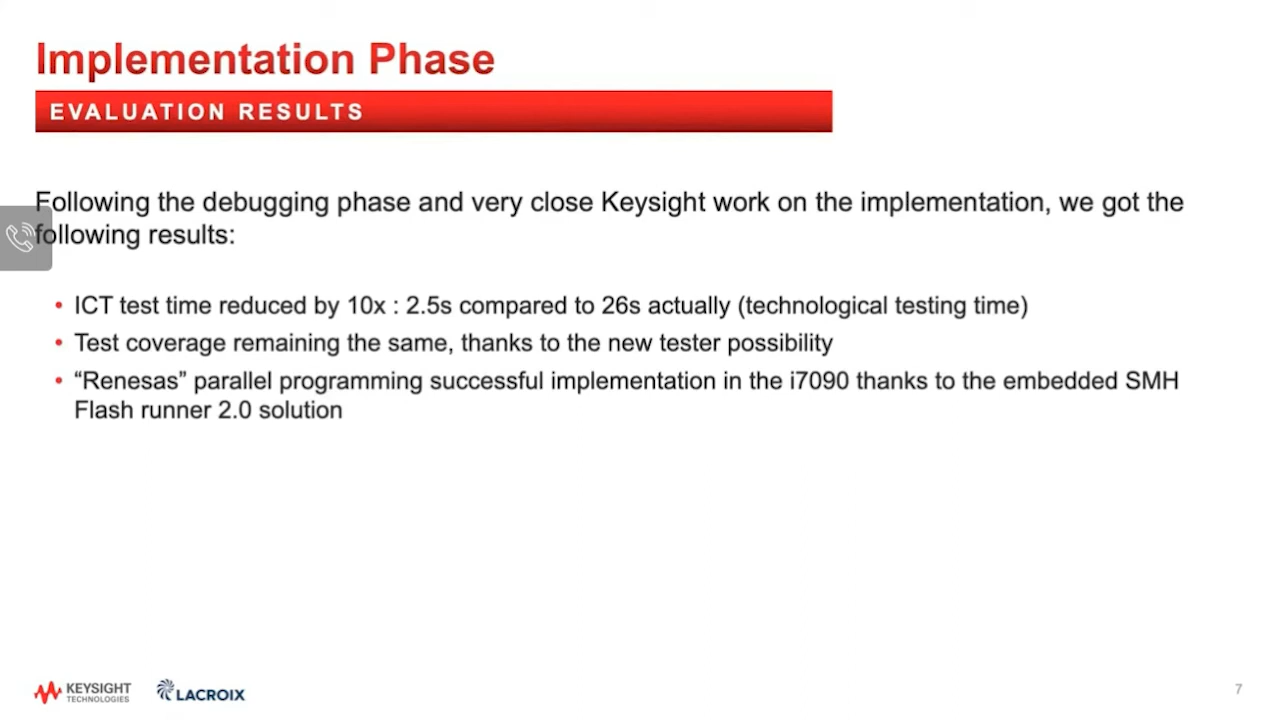 Implementation Phase
EVALUATION RESULTS
Following the debugging phase and very close Keysight work on the implementation, we got the
following results:
• ICT test time reduced by 10x : 2.5s compared to 26s actually (technological testing time)
• Test coverage remaining the same, thanks to the new tester possibility
• “Renesas” parallel programming successful implementation in the i7090 thanks to the embedded SMH
Flash runner 2.0 solution
KEYSIGHT
TECHNOLOGIES
LACROIX
7